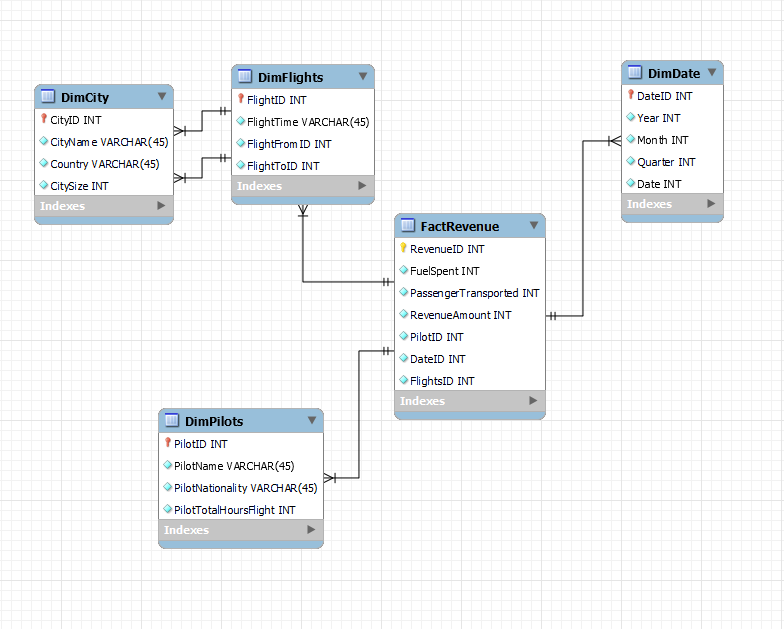 DimCity
CityID INT
CityName VARCHAR(45)
Country VARCHAR(45)
CitySize INT
Indexes
DimFlights
FlightID INT
FlightTime VARCHAR(45)
FlightFromID INT
FlightToID INT
Indexes
DimDate
DateID INT
Year INT
Month INT
Quarter INT
Date INT
Indexes
FactRevenue
RevenueID INT
FuelSpent INT
PassengerTransported INT
RevenueAmount INT
PilotID INT
DateID INT
FlightsID INT
Indexes
DimPilots
PilotID INT
PilotName VARCHAR(45)
PilotNationality VARCHAR(45)
PilotTotalHoursFlight INT
Indexes